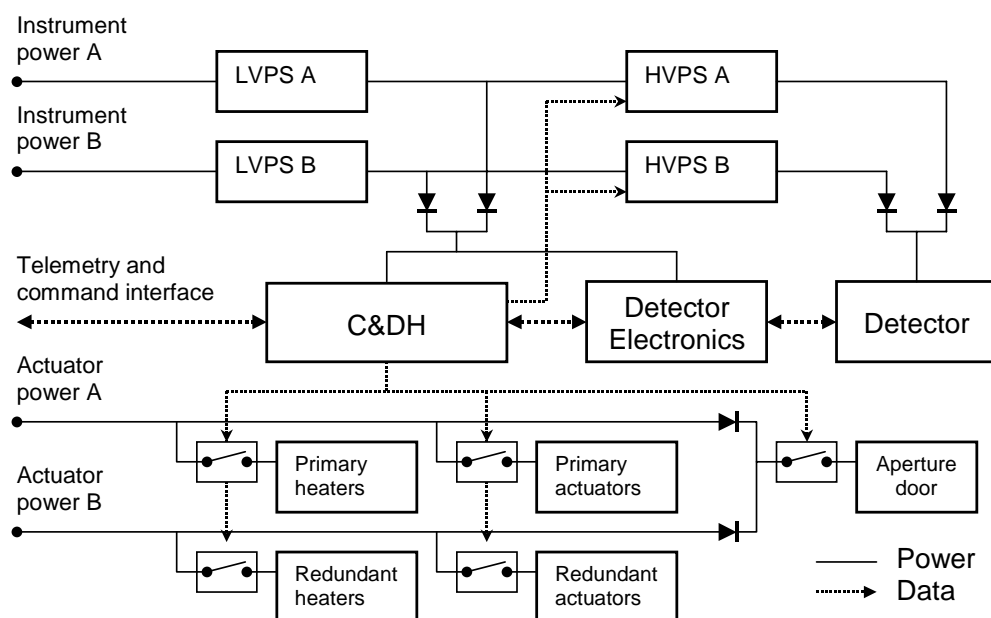 Instrument
power A
LVPS A
HVPS A
Instrument
power B
LVPS B
HVPS B
Telemetry and
command interface
C&DH
Detector
Electronics
Detector
Actuator
power A
Primary
heaters
Primary
actuators
Aperture
door
Actuator
power B
Redundant
heaters
Redundant
actuators
Power
Data